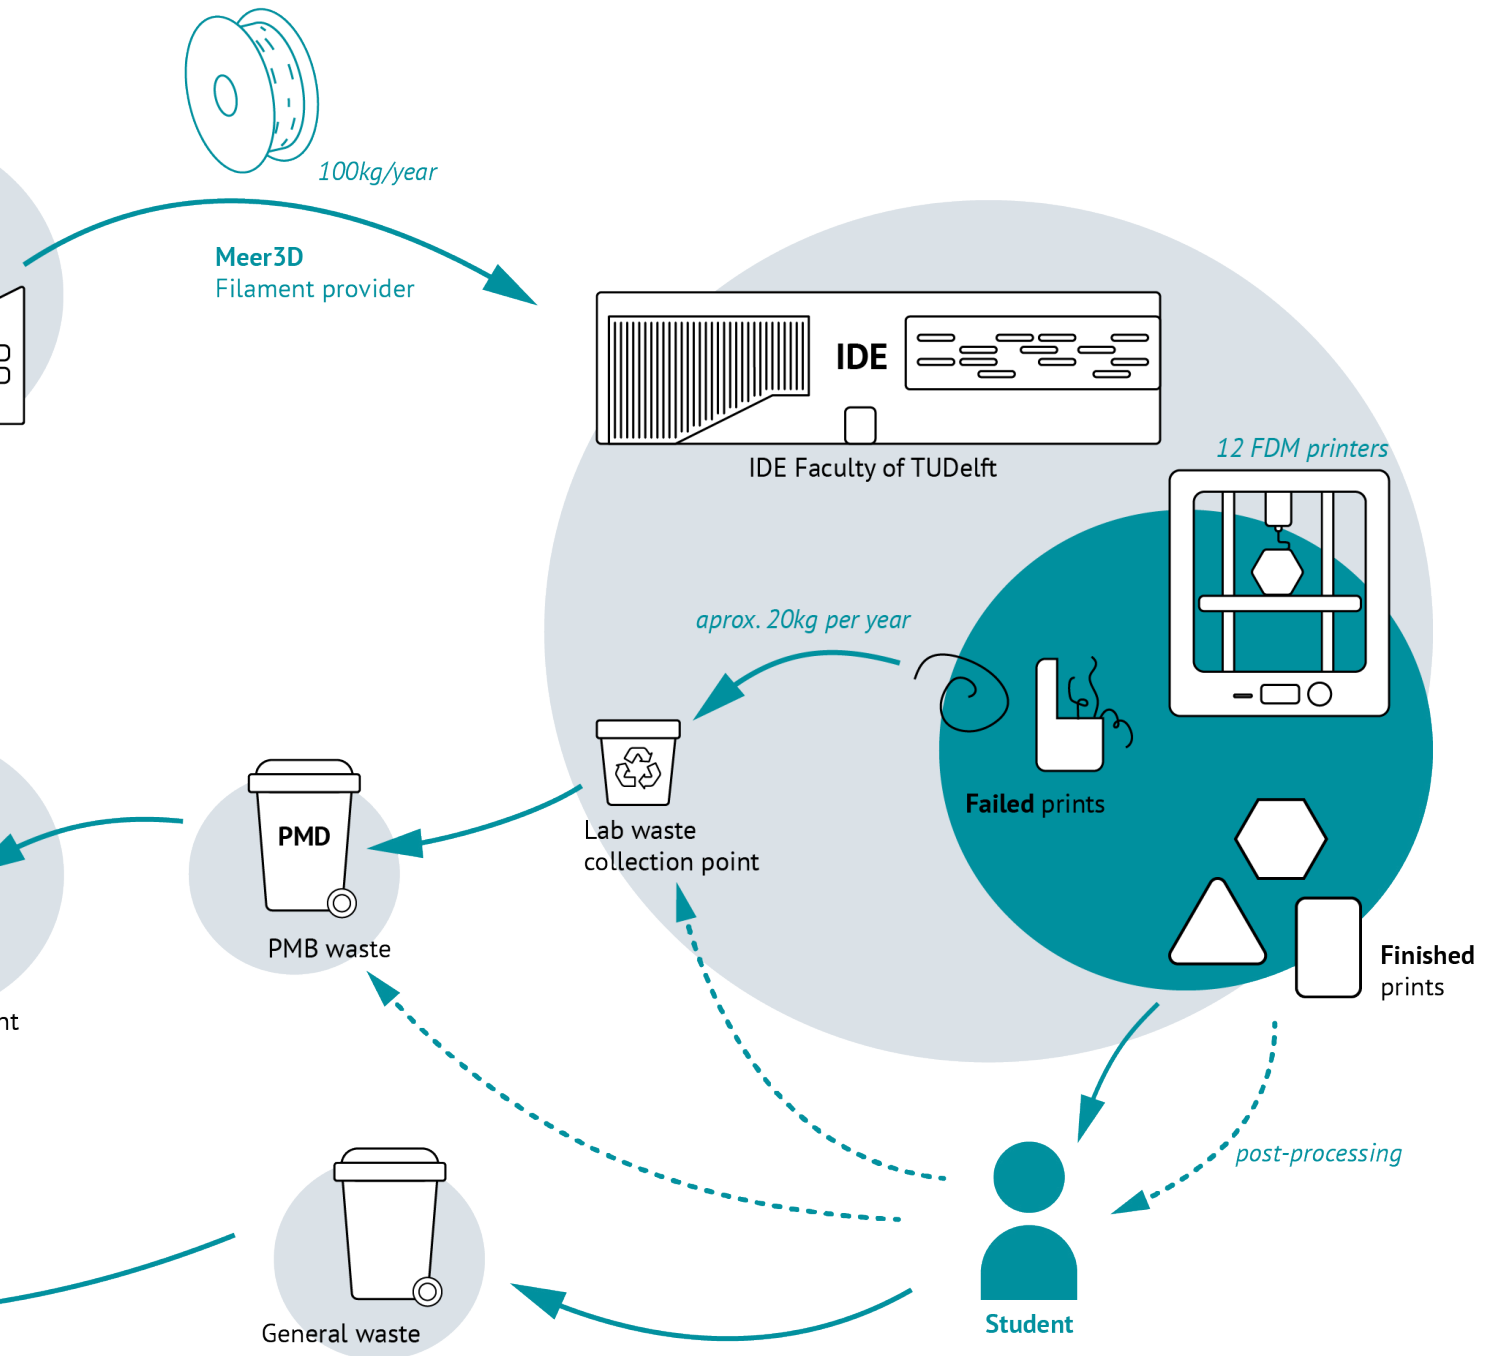 100kg/year
Meer3D
Filament provider
IDE
IDE Faculty of TUDelft
12 FDM printers
aprox. 20kg per year
Failed prints
Lab waste
collection point
PMD
PMB waste
Finished
prints
nt
post-processing
General waste
Student